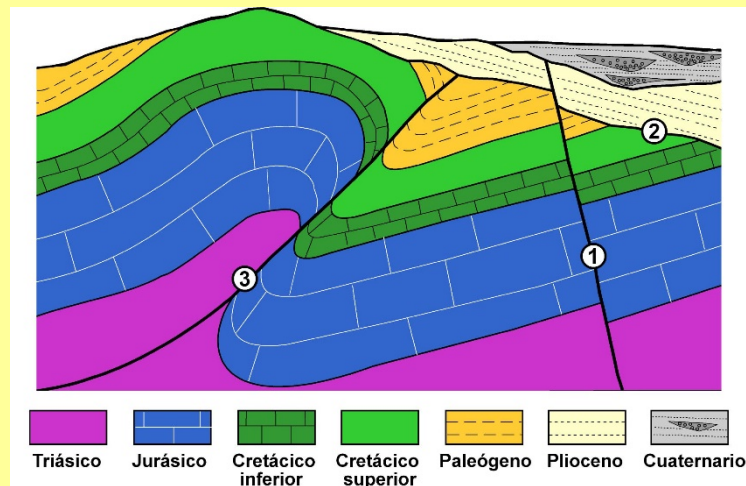 2
1
3
Triásico
Jurásico
Cretácico
inferior
Cretácico
superior
Paleógeno
Plioceno
Cuaternario